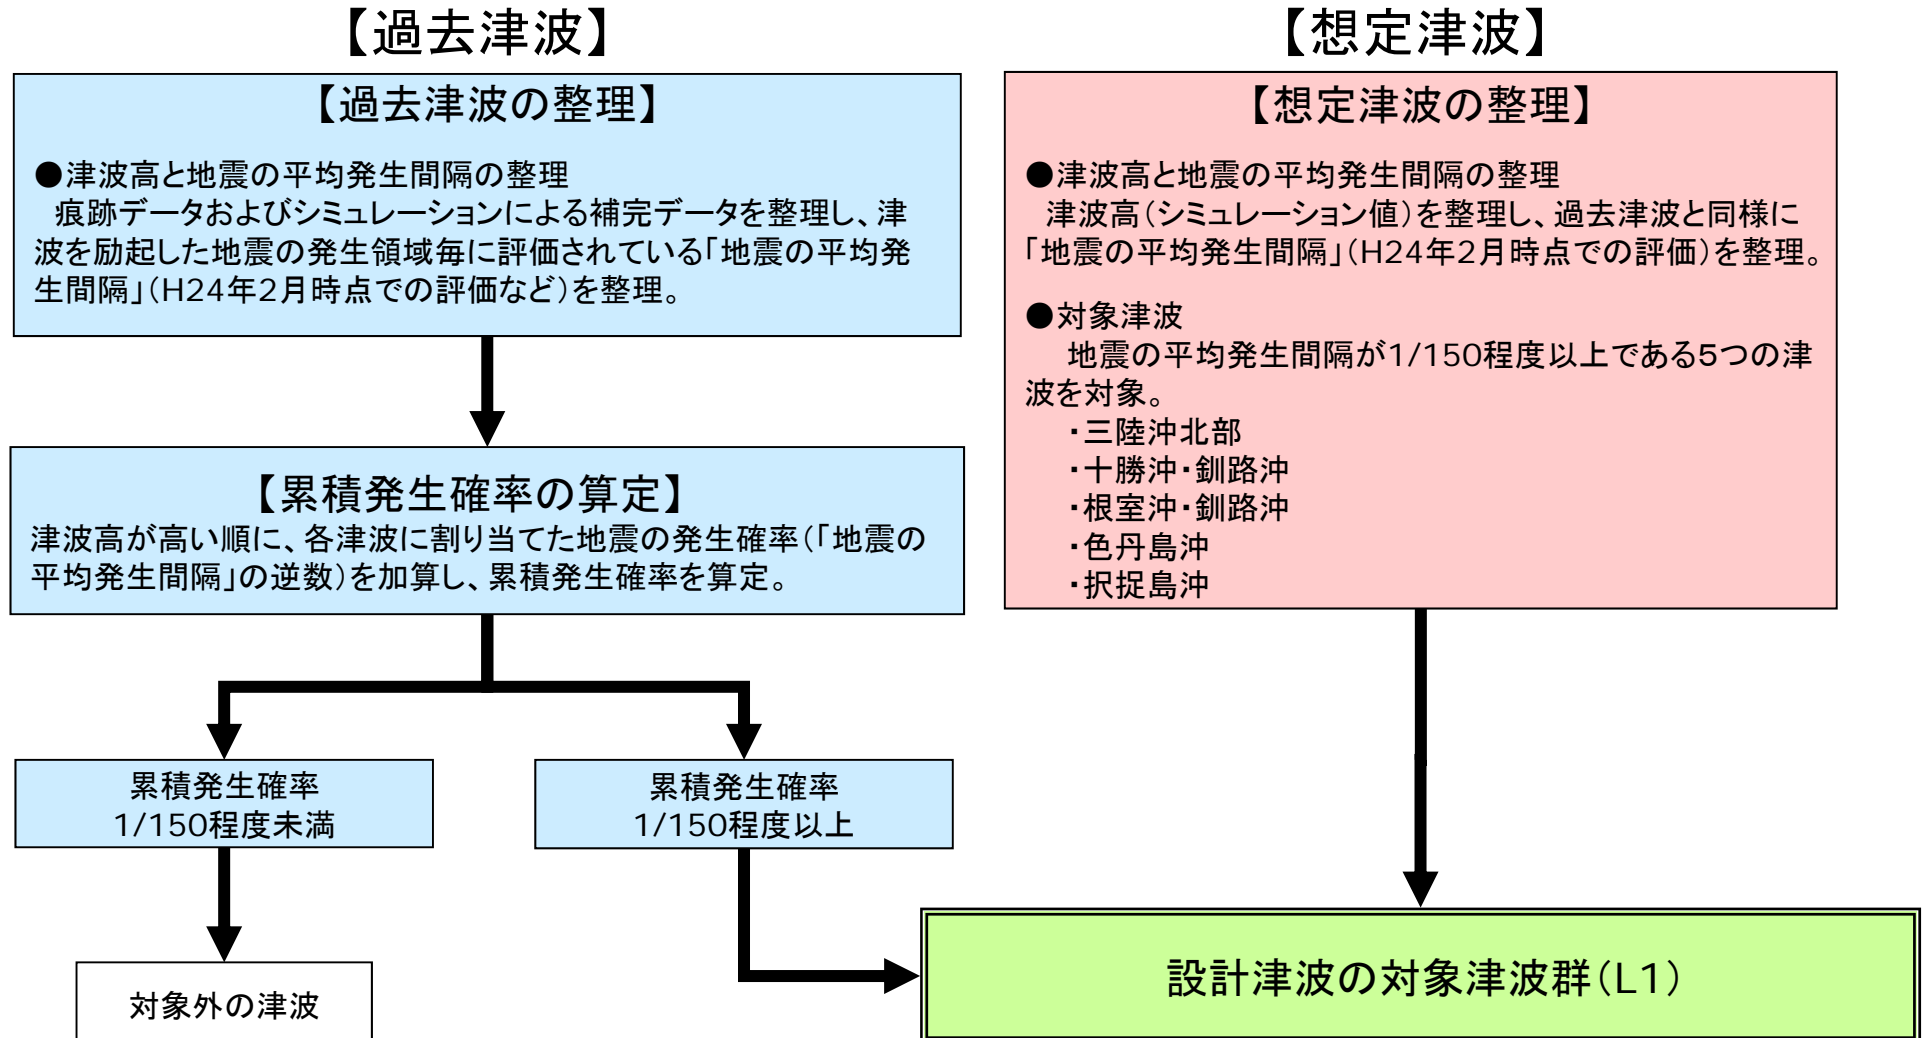 【過去津波】
【過去津波の整理】
●津波高と地震の平均発生間隔の整理
痕跡データおよびシミュレーションによる補完データを整理し、津
波を励起した地震の発生領域毎に評価されている「地震の平均発
生間隔」（H24年2月時点での評価など）を整理。
【累積発生確率の算定】
津波高が高い順に、各津波に割り当てた地震の発生確率（「地震の
平均発生間隔」の逆数）を加算し、累積発生確率を算定。
累積発生確率
1/150程度未満
累積発生確率
1/150程度以上
対象外の津波
【想定津波】
【想定津波の整理】
●津波高と地震の平均発生間隔の整理
津波高（シミュレーション値）を整理し、過去津波と同様に
「地震の平均発生間隔」（H24年2月時点での評価）を整理。
●対象津波
地震の平均発生間隔が1/150程度以上である5つの津
波を対象。
・三陸沖北部
・十勝沖・釧路沖
・根室沖・釧路沖
・色丹島沖
・択捉島沖
設計津波の対象津波群（L1）